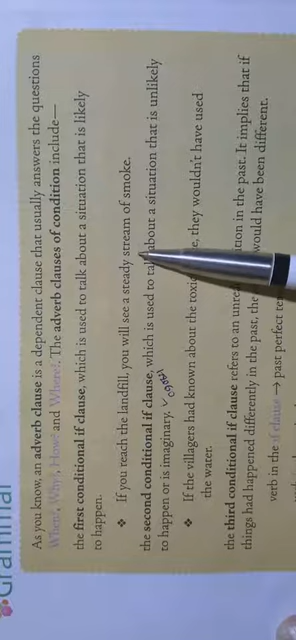 Grammar
As you know, an adverb clause is a dependent clause that usually answers the questions
When?, Why?, How? and Where?. The adverb clauses of condition include—
the first conditional if clause, which is used to talk about a situation that is likely
to happen.
❖ If you reach the landfill, you will see a steady stream of smoke.
the second conditional if clause, which is used to talk about a situation that is unlikely
to happen or is imaginary.
❖ If the villagers had known about the toxic they wouldn't have used
the water.
the third conditional if clause refers to an in the past. It implies that if
things had happened differently in the past, the would have been different.
verb in the if clause → past perfect